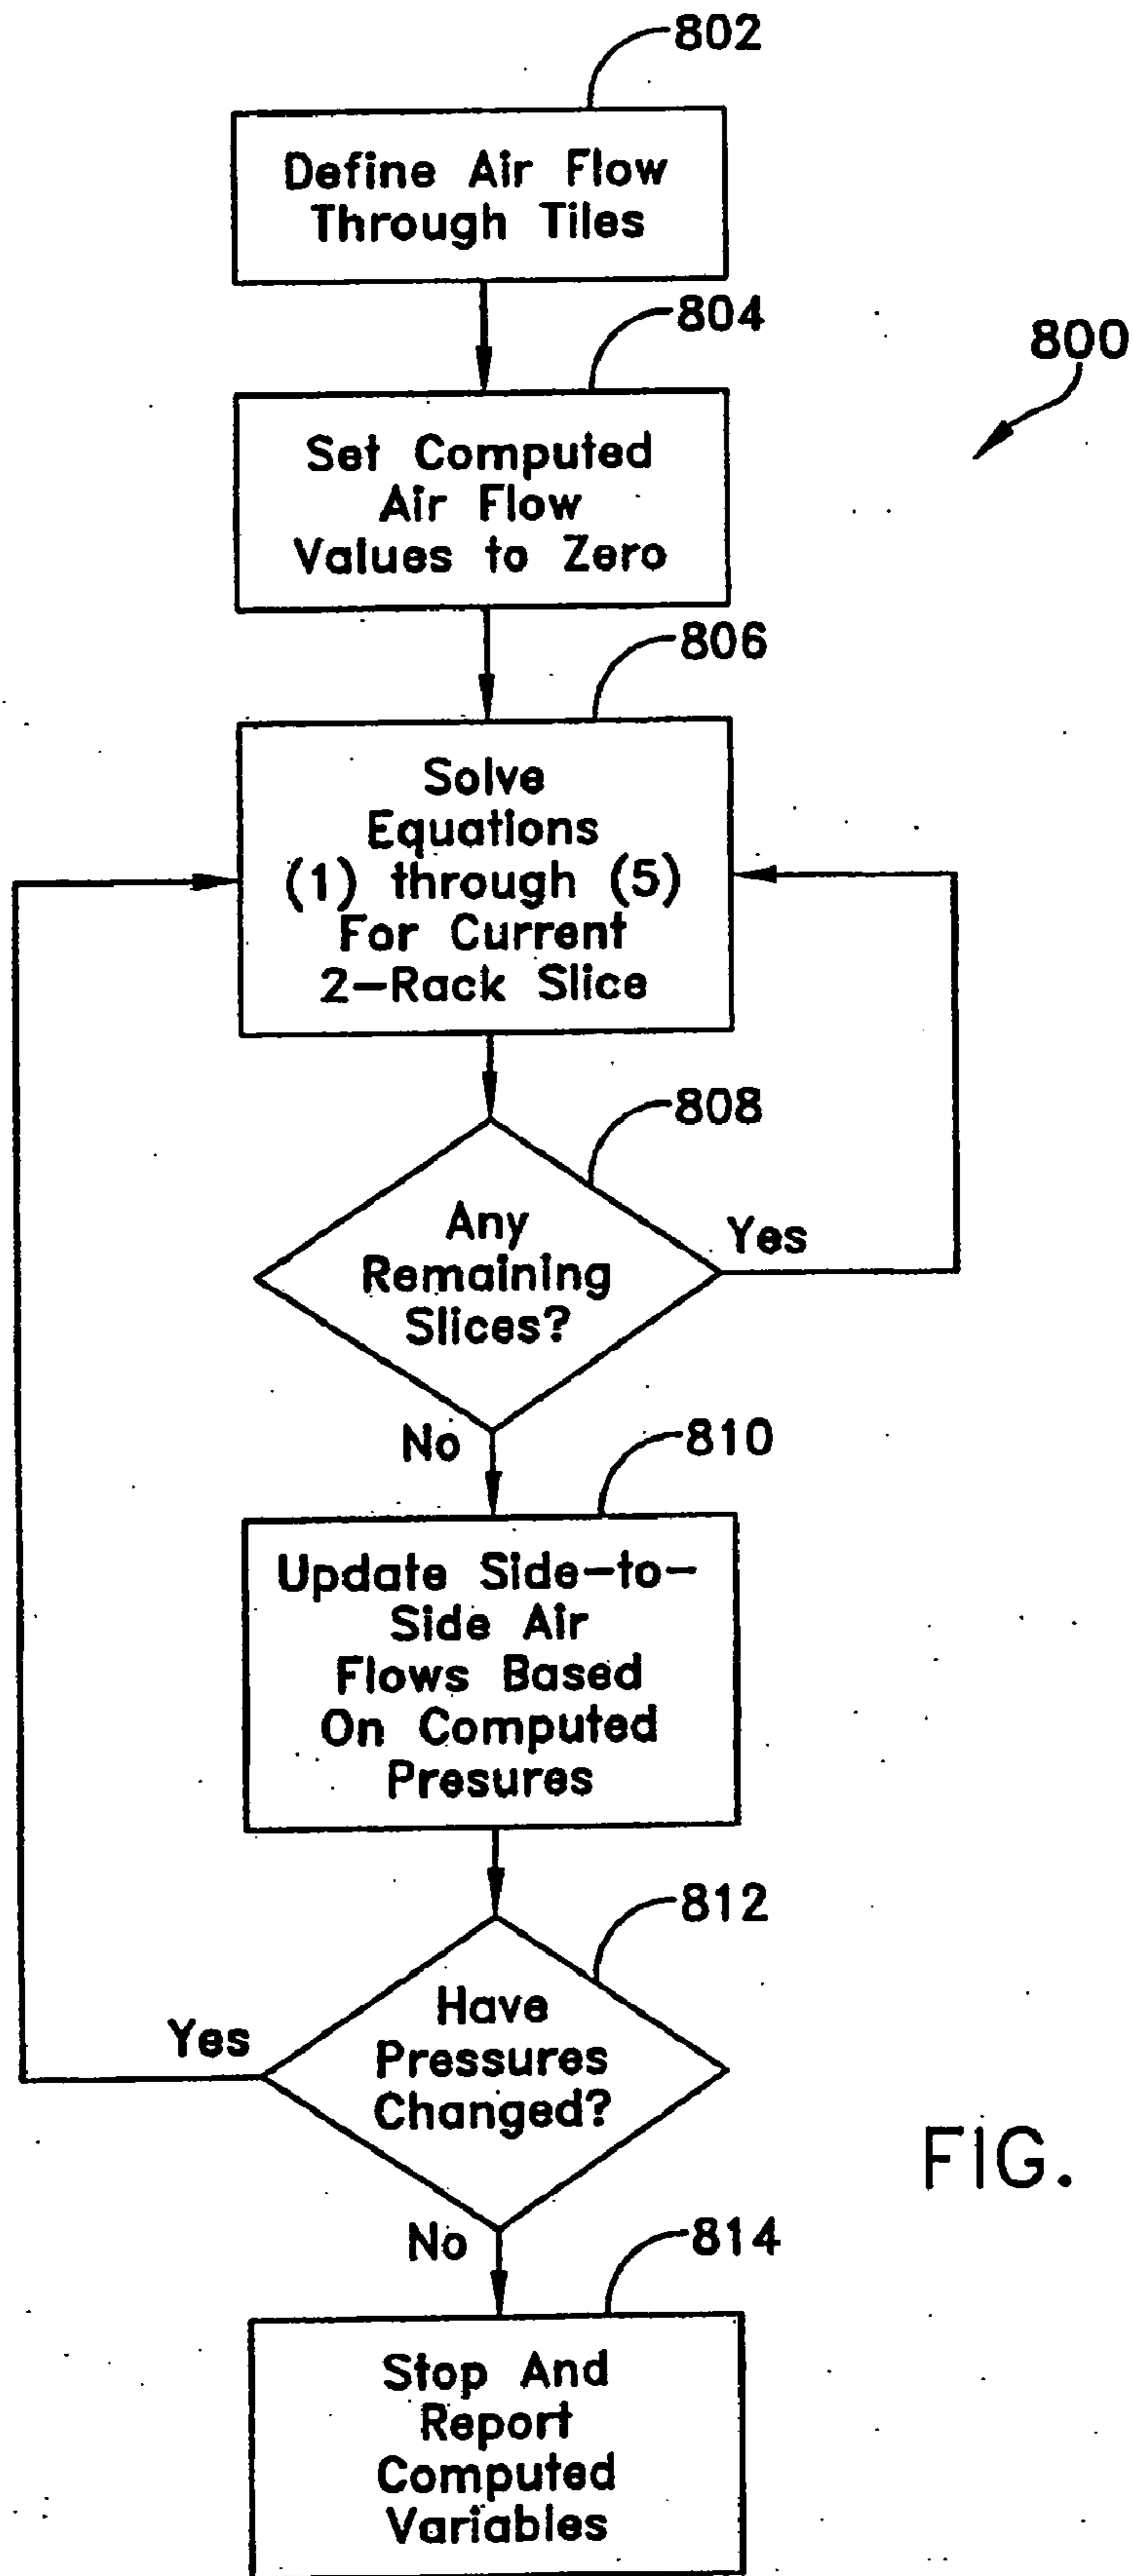 802
Define Air Flow
Through Tiles
804
800
Set Computed
Air Flow
Values to Zero
806
Solve
Equations
(1) through (5)
For Current
2-Rack Slice
808
Any
Remaining
Slices?
Yes
No
810
Update Side-to-
Side Air
Flows Based
On Computed
Presures
812
Have
Pressures
Changed?
Yes
FIG.
No
814
Stop And
Report
Computed
Variables